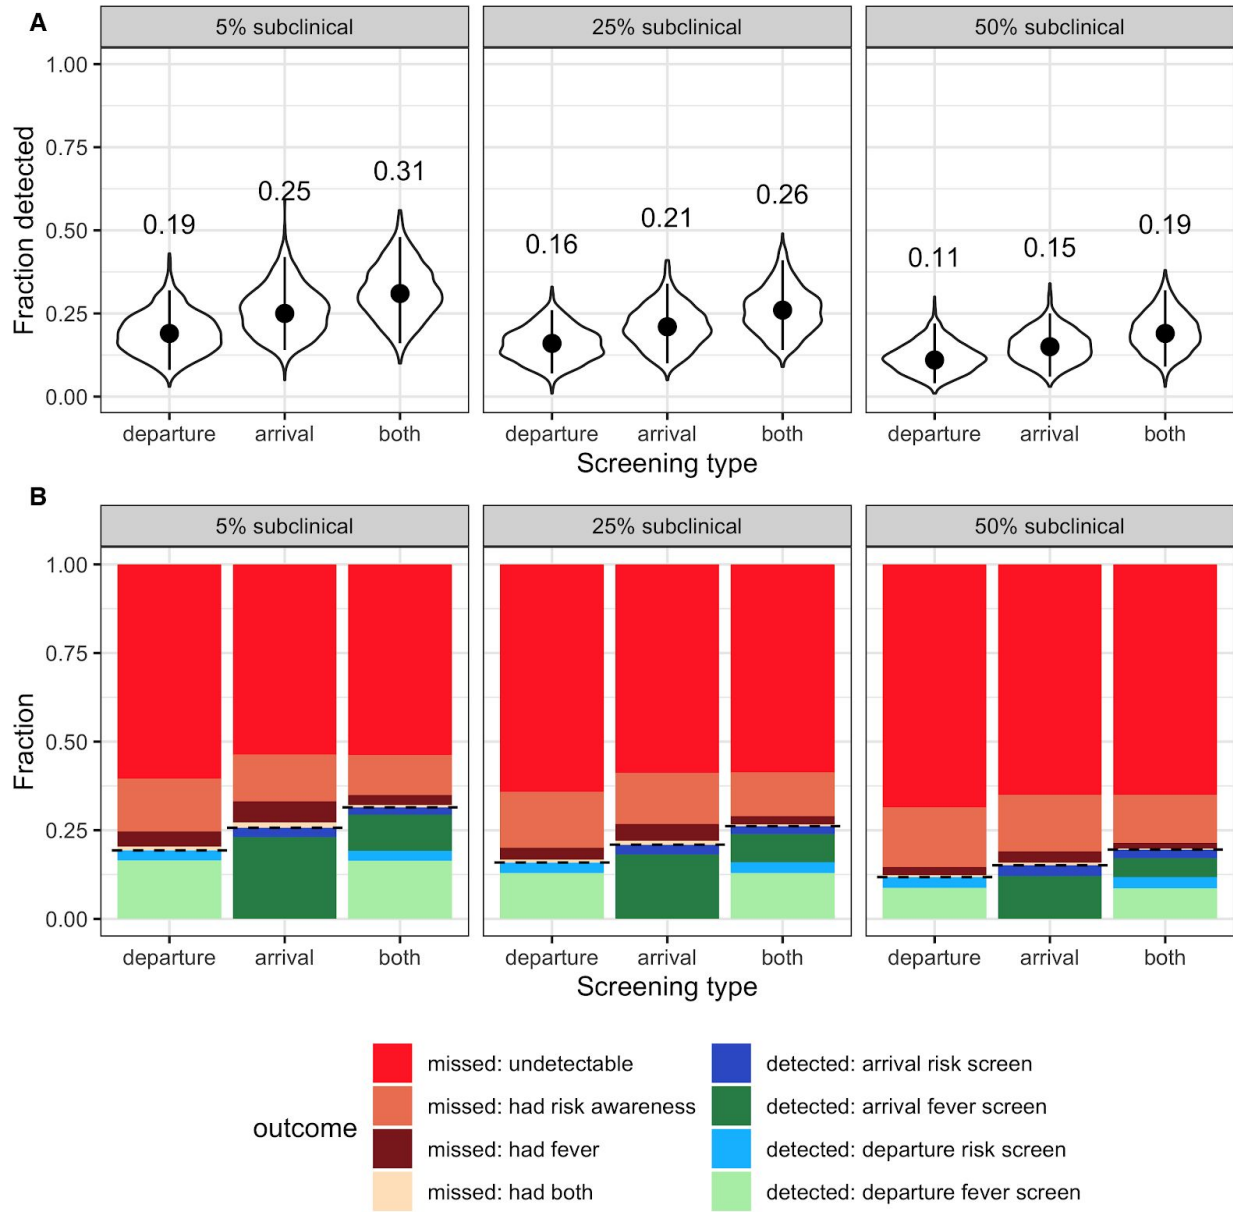 A
5% subclinical
25% subclinical
50% subclinical
Fraction detected
1.00
0.75
0.50
0.25
0.00
0.19
0.25
0.31
0.16
0.21
0.26
0.11
0.15
0.19
departure arrival both
departure arrival both
departure arrival both
Screening type
B
5% subclinical
25% subclinical
50% subclinical
Fraction
1.00
0.75
0.50
0.25
0.00
departure arrival both
departure arrival both
departure arrival both
Screening type
outcome
missed: undetectable
missed: had risk awareness
missed: had fever
missed: had both
detected: arrival risk screen
detected: arrival fever screen
detected: departure risk screen
detected: departure fever screen